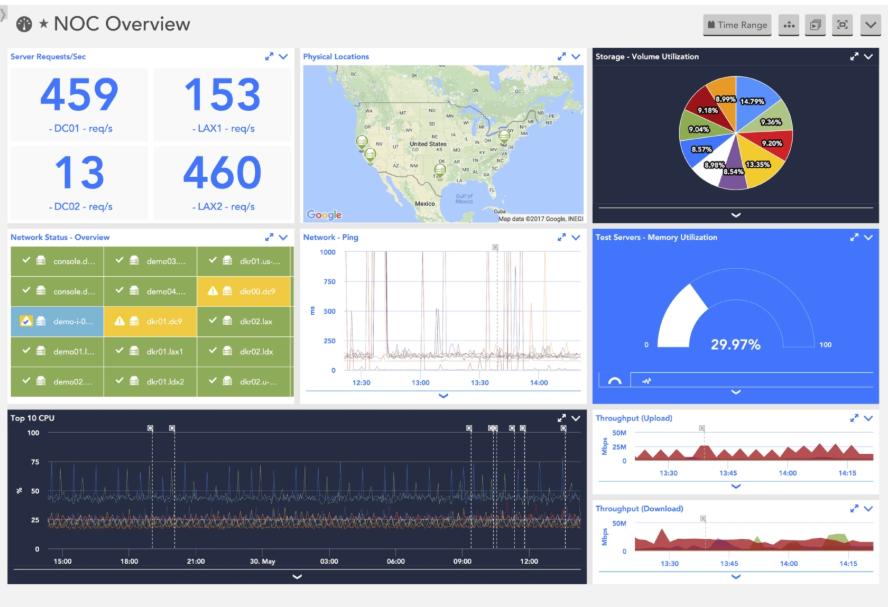 ★ NOC Overview
Time Range
Server Requests/Sec
459
- DC01 - req/s
153
- LAX1 - req/s
13
- DC02 - req/s
460
- LAX2 - req/s
Physical Locations
United States
Mexico
Gulf of Mexico
Cuba
Google
Map data ©2017 Google, INEGI
Storage - Volume Utilization
8.99% 14.79%
9.18% 9.36%
9.04% 9.20%
8.57% 13.35%
8.98% 8.54%
Network Status - Overview
console.d... demo03.... dkr01.us-...
console.d... demo04.... dkr00.dc9
demo-i-0... dkr01.dc9 dkr02.lax
demo01.l... dkr01.lax1 dkr02.ldx
demo02.... dkr01.ldx2 dkr02.u-...
Network - Ping
1000
750
500
250
0
ms
12:30 13:00 13:30 14:00
Test Servers - Memory Utilization
0 29.97% 100
Top 10 CPU
100
75
50
25
0
%
15:00 18:00 21:00 30. May 03:00 06:00 09:00 12:00
Throughput (Upload)
50M
25M
0
Mbps
13:30 13:45 14:00 14:15
Throughput (Download)
50M
0
Mbps
13:30 13:45 14:00 14:15